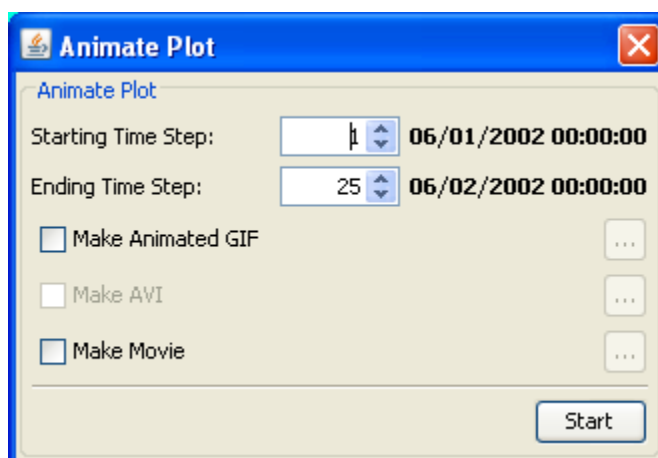 Animate Plot
Animate Plot
Starting Time Step: 1 06/01/2002 00:00:00
Ending Time Step: 25 06/02/2002 00:00:00
Make Animated GIF ...
Make AVI ...
Make Movie ...
Start